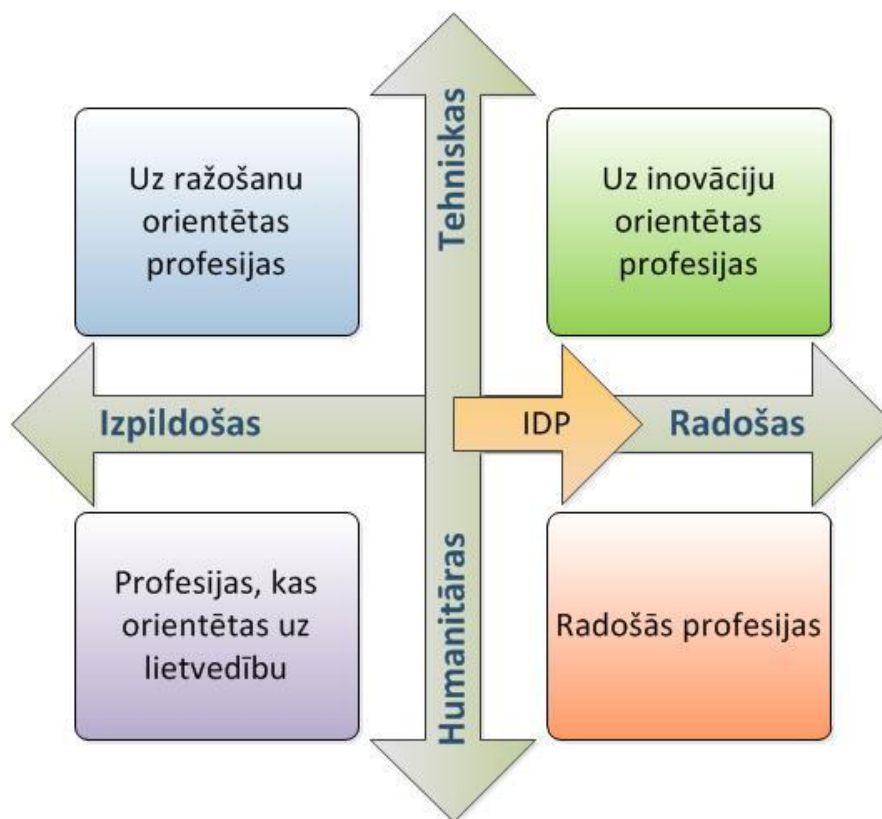 Tehniskas
Uz ražošanu
orientētas
profesijas
Uz inovāciju
orientētas
profesijas
Izpildošas
IDP
Radošas
Profesijas, kas
orientētas uz
lietvedību
Humanitāras
Radošās profesijas